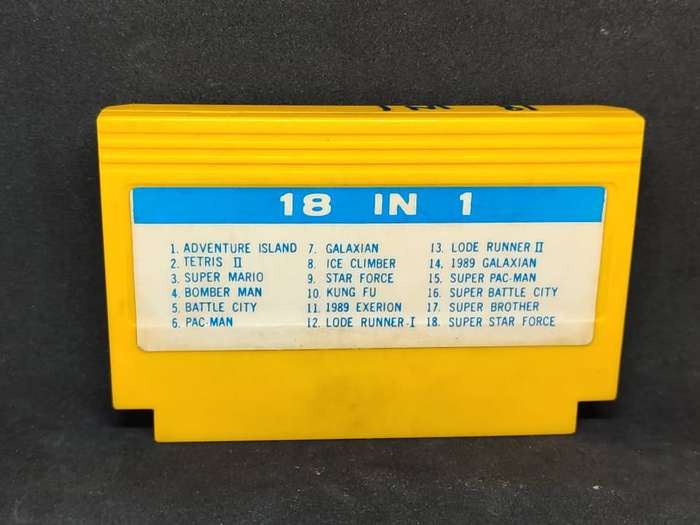 18 IN 1
1. ADVENTURE ISLAND
2. TETRIS II
3. SUPER MARIO
4. BOMBER MAN
5. BATTLE CITY
6. PAC-MAN
7. GALAXIAN
8. ICE CLIMBER
9. STAR FORCE
10. KUNG FU
11. 1989 EXERION
12. LODE RUNNER-I
13. LODE RUNNER II
14. 1989 GALAXIAN
15. SUPER PAC-MAN
16. SUPER BATTLE CITY
17. SUPER BROTHER
18. SUPER STAR FORCE